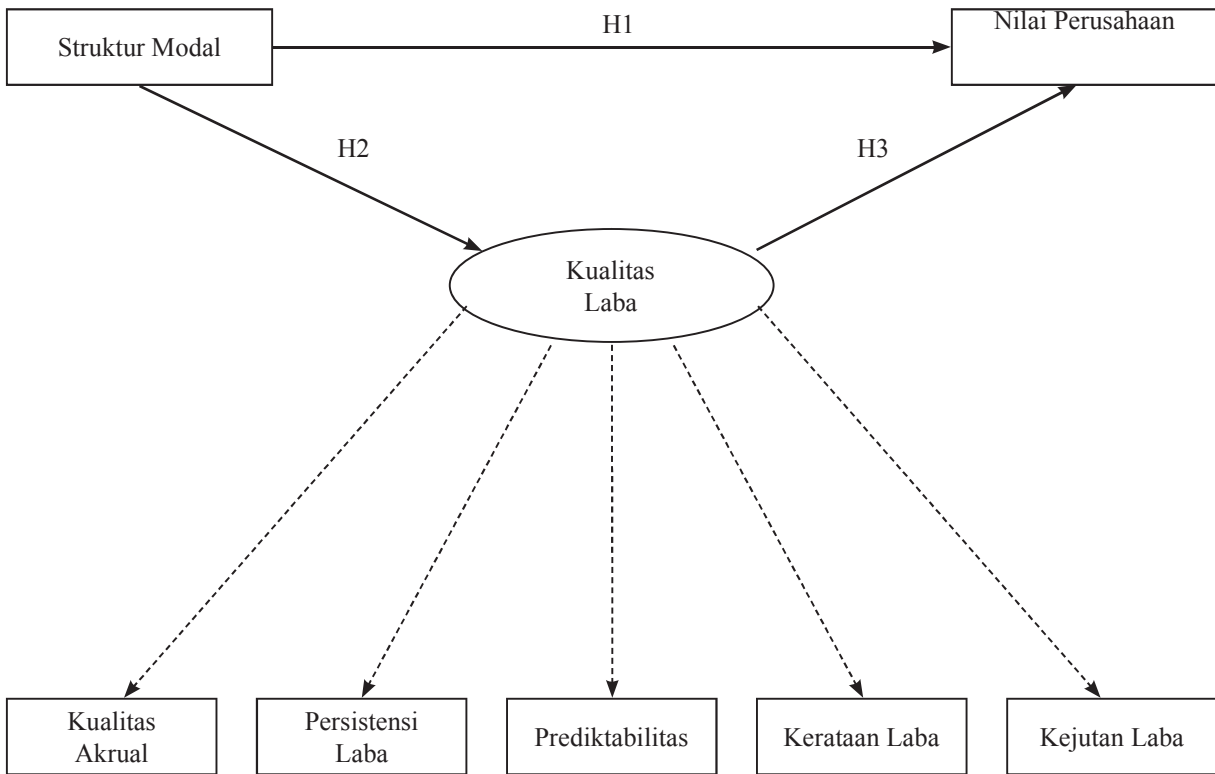 Struktur Modal
H1
Nilai Perusahaan
H2
H3
Kualitas
Laba
Kualitas
Akrual
Persistensi
Laba
Prediktabilitas
Kerataan Laba
Kejutan Laba